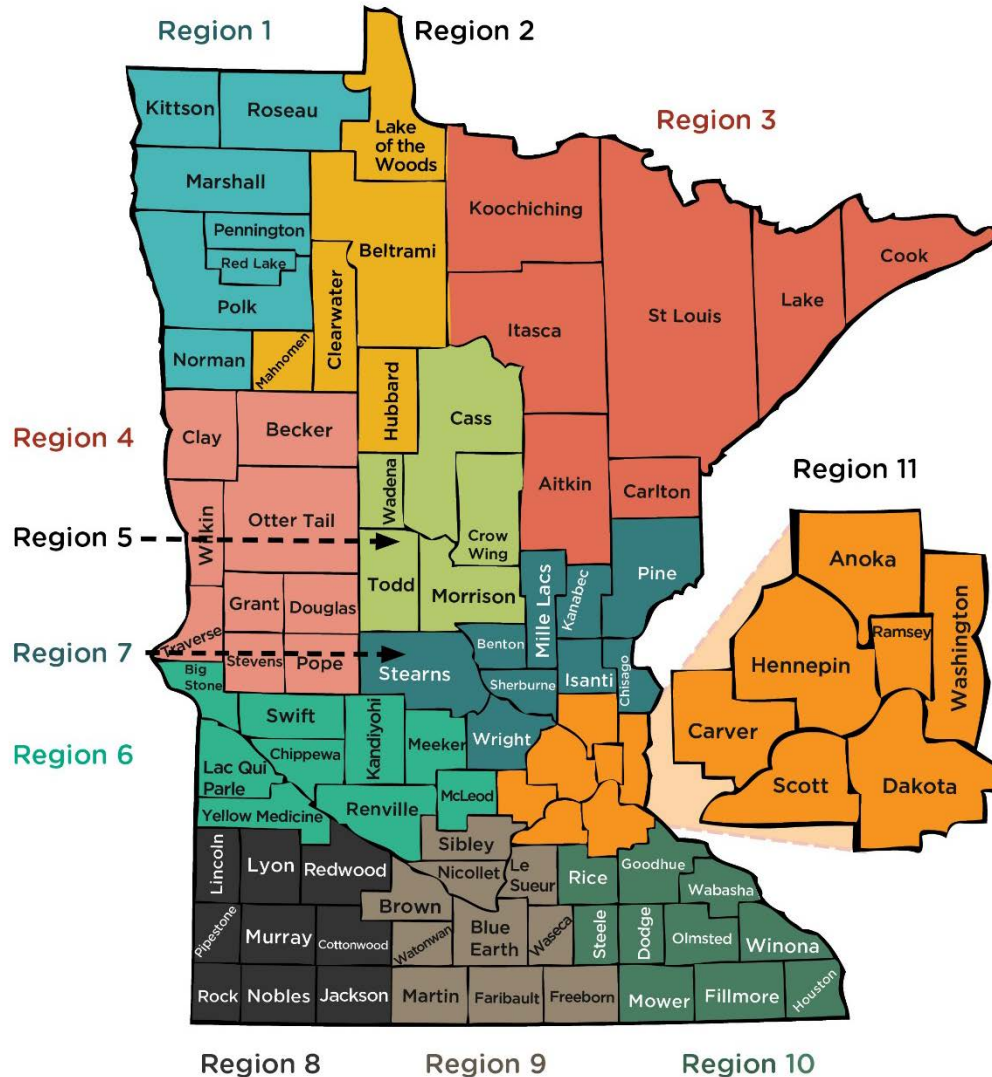 Region 1
Region 2
Region 3
Kittson
Roseau
Lake
of the
Woods
Marshall
Koochiching
Pennington
Beltrami
Cook
Red Lake
Clearwater
Polk
Itasca
St Louis
Lake
Norman
Mahnomen
Hubbard
Cass
Region 4
Clay
Becker
Wadena
Aitkin
Carlton
Region 11
Wilkin
Otter Tail
Crow
Wing
Region 5
Anoka
Todd
Morrison
Mille Lacs
Kanabec
Pine
Washington
Grant
Douglas
Ramsey
Traverse
Benton
Region 7
Stevens
Pope
Stearns
Hennepin
Big
Stone
Sherburne
Isanti
Chisago
Swift
Kandiyohi
Meeker
Wright
Carver
Region 6
Chippewa
Lac Qui
Parle
Scott
Dakota
Renville
McLeod
Yellow Medicine
Sibley
Lincoln
Lyon
Redwood
Nicollet
Le
Sueur
Rice
Goodhue
Wabasha
Brown
Pipestone
Murray
Cottonwood
Watonwan
Blue
Earth
Waseca
Steele
Dodge
Olmsted
Winona
Rock
Nobles
Jackson
Martin
Faribault
Freeborn
Mower
Fillmore
Houston
Region 8
Region 9
Region 10